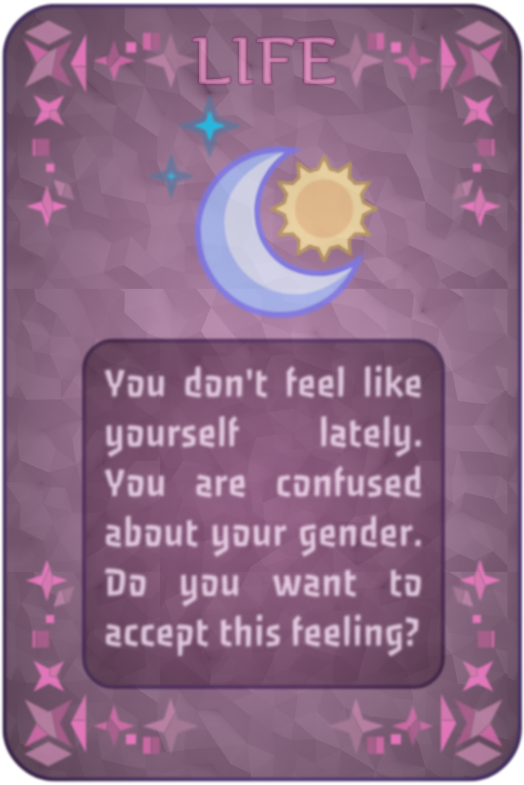 LIFE
You don't feel like
yourself lately.
You are confused
about your gender.
Do you want to
accept this feeling?